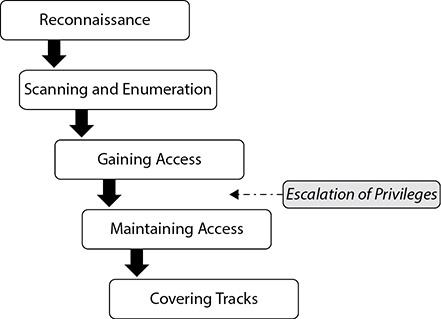 Reconnaissance
Scanning and Enumeration
Gaining Access
Escalation of Privileges
Maintaining Access
Covering Tracks